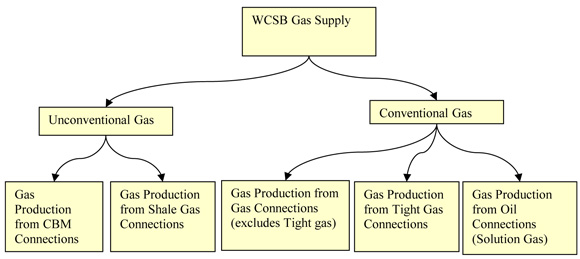 WCSB Gas Supply
Unconventional Gas
Conventional Gas
Gas
Production
from CBM
Connections
Gas Production
from Shale Gas
Connections
Gas Production from
Gas Connections
(excludes Tight gas)
Gas Production
from Tight Gas
Connections
Gas Production
from Oil
Connections
(Solution Gas)